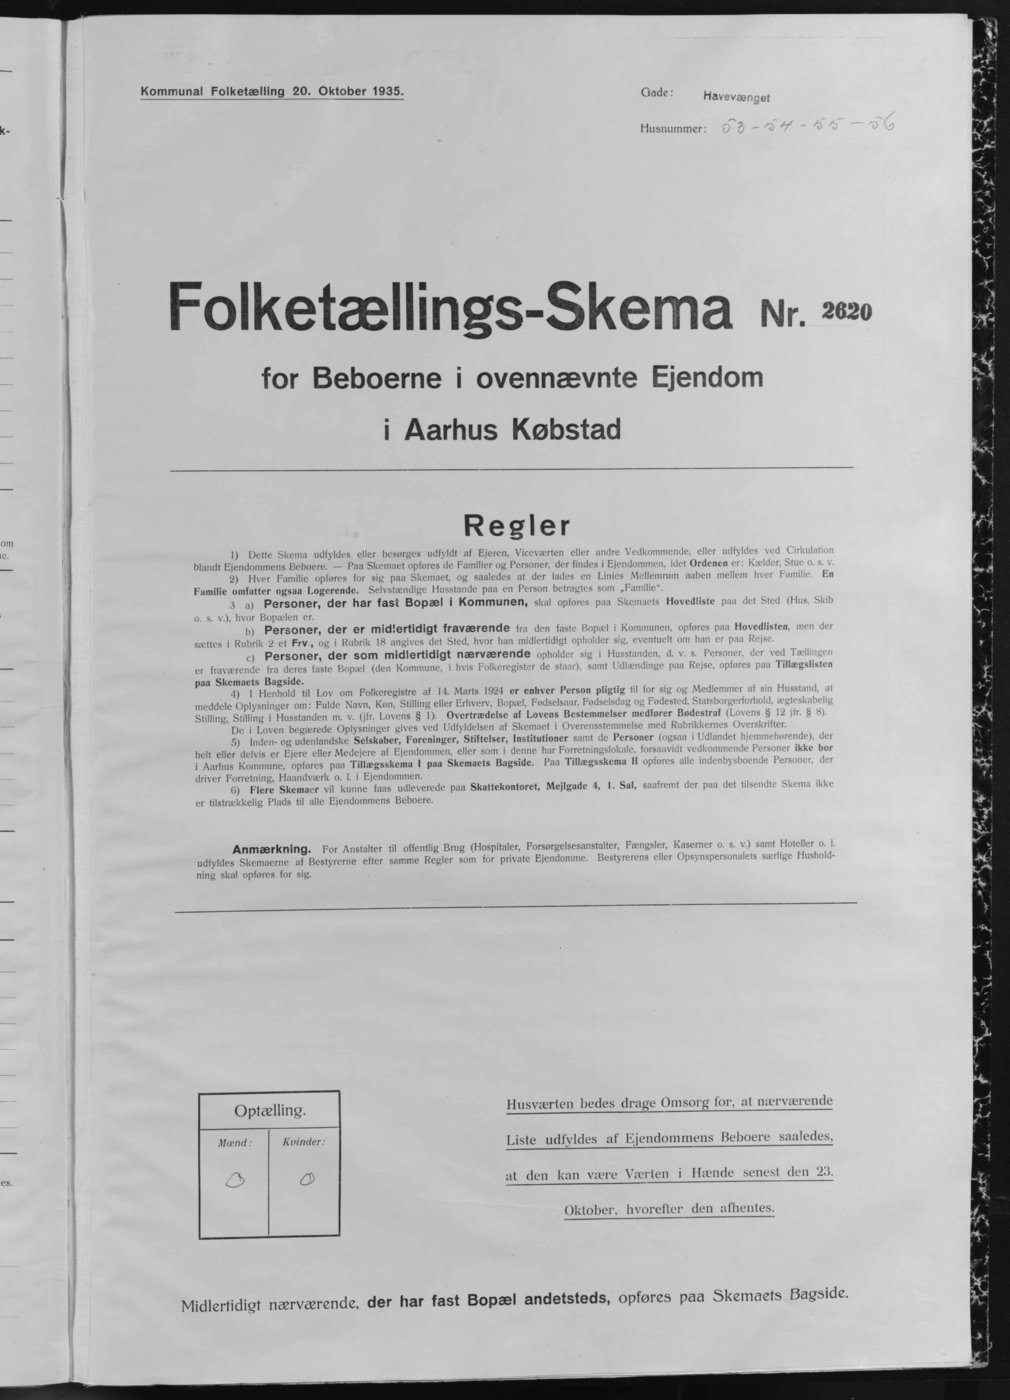 Kommunal Folketælling 20. Oktober 1935.
Gade: Havevænget
Husnummer: 53 - 54 - 55 - 56
Folketællings-Skema Nr. 2620
for Beboerne i ovennævnte Ejendom
i Aarhus Købstad
Regler
1) Dette Skema udfyldes eller besørges udfyldt af Ejeren, Viceværten eller andre Vedkommende, eller udfyldes ved Cirkulation
blandt Ejendommens Beboere. — Paa Skemaet opføres de Familier og Personer, der findes i Ejendommen, idet Ordenen er: Kælder, Stue o. s. v.
2) Hver Familie opføres for sig paa Skemaet, og saaledes at der lades en Linies Mellemrum aaben mellem hver Familie. En
Familie omfatter ogsaa Logerende. Selvstændige Husstande paa en Person betragtes som „Familie".
3 a) Personer, der har fast Bopæl i Kommunen, skal opføres paa Skemaets Hovedliste paa det Sted (Hus, Skib
o. s. v.), hvor Bopælen er.
b) Personer, der er midlertidigt fraværende fra den faste Bopæl i Kommunen, opføres paa Hovedlisten, men der
sættes i Rubrik 2 et Frv, og i Rubrik 18 angives det Sted, hvor han midlertidigt opholder sig, eventuelt om han er paa Rejse.
c) Personer, der som midlertidigt nærværende opholder sig i Husstanden, d. v. s. Personer, der ved Tællingen
er fraværende fra deres faste Bopæl (den Kommune, i hvis Folkeregister de staar), samt Udlændinge paa Rejse, opføres paa Tillægslisten
paa Skemaets Bagside.
4) I Henhold til Lov om Folkeregistre af 14. Marts 1924 er enhver Person pligtig til for sig og Medlemmer af sin Husstand, at
meddele Oplysninger om: Fulde Navn, Køn, Stilling eller Erhverv, Bopæl, Fødselsaar, Fødselsdag og Fødested, Statsborgerforhold, ægteskabelig
Stilling, Stilling i Husstanden m. v. (jfr. Lovens § 1). Overtrædelse af Lovens Bestemmelser medfører Bødestraf (Lovens § 12 jfr. § 8).
De i Loven begærede Oplysninger gives ved Udfyldelsen af Skemaet i Overensstemmelse med Rubrikkernes Overskrifter.
5) Inden- og udenlandske Selskaber, Foreninger, Stiftelser, Institutioner samt de Personer (ogsaa i Udlandet hjemmehørende), der
helt eller delvis er Ejere eller Medejere af Ejendommen, eller som i denne har Forretningslokale, forsaavidt vedkommende Personer ikke bor
i Aarhus Kommune, opføres paa Tillægsskema I paa Skemaets Bagside. Paa Tillægsskema II opføres alle indenbysboende Personer, der
driver Forretning, Haandværk o. l. i Ejendommen.
6) Flere Skemaer vil kunne faas udleverede paa Skattekontoret, Mejlgade 4, 1. Sal, saafremt der paa det tilsendte Skema ikke
er tilstrækkelig Plads til alle Ejendommens Beboere.
Anmærkning. For Anstalter til offentlig Brug (Hospitaler, Forsørgelsesanstalter, Fængsler, Kaserner o. s. v.) samt Hoteller o. l.
udfyldes Skemaerne af Bestyrerne efter samme Regler som for private Ejendomme. Bestyrerens eller Opsynspersonalets særlige Hushold-
ning skal opføres for sig.
Optælling.
Mænd: Kvinder:
0 0
Husværten bedes drage Omsorg for, at nærværende
Liste udfyldes af Ejendommens Beboere saaledes,
at den kan være Værten i Hænde senest den 23.
Oktober, hvorefter den afhentes.
Midlertidigt nærværende, der har fast Bopæl andetsteds, opføres paa Skemaets Bagside.